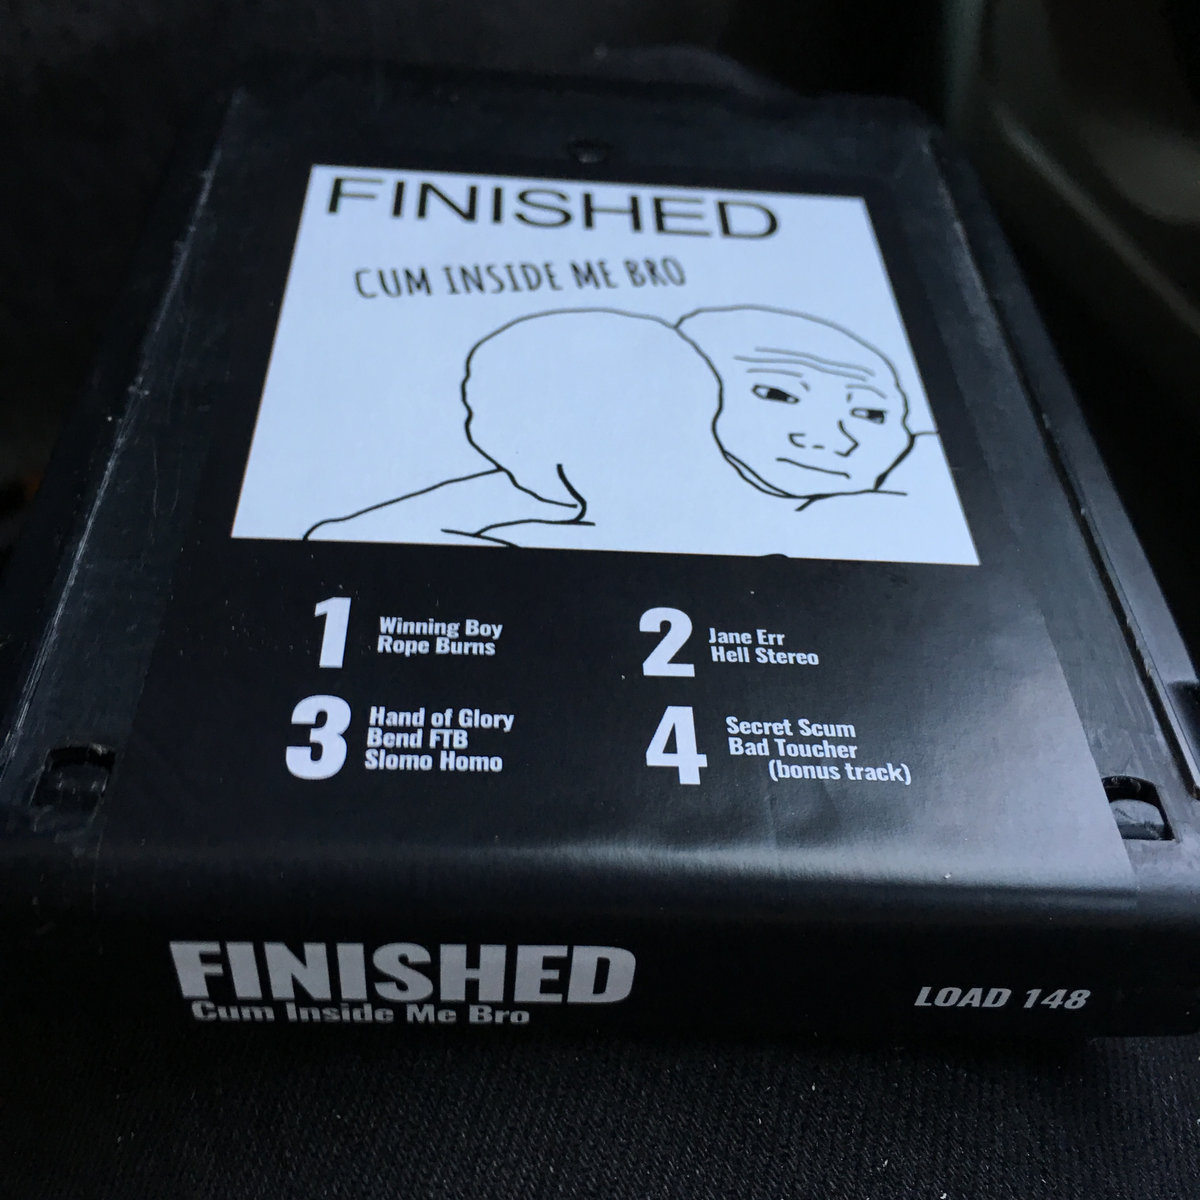 FINISHED
CUM INSIDE ME BRO
1
Winning Boy
Rope Burns
2
Jane Err
Hell Stereo
3
Hand of Glory
Bend FTB
Slomo Homo
4
Secret Scum
Bad Toucher
(bonus track)
FINISHED
Cum Inside Me Bro
LOAD 148